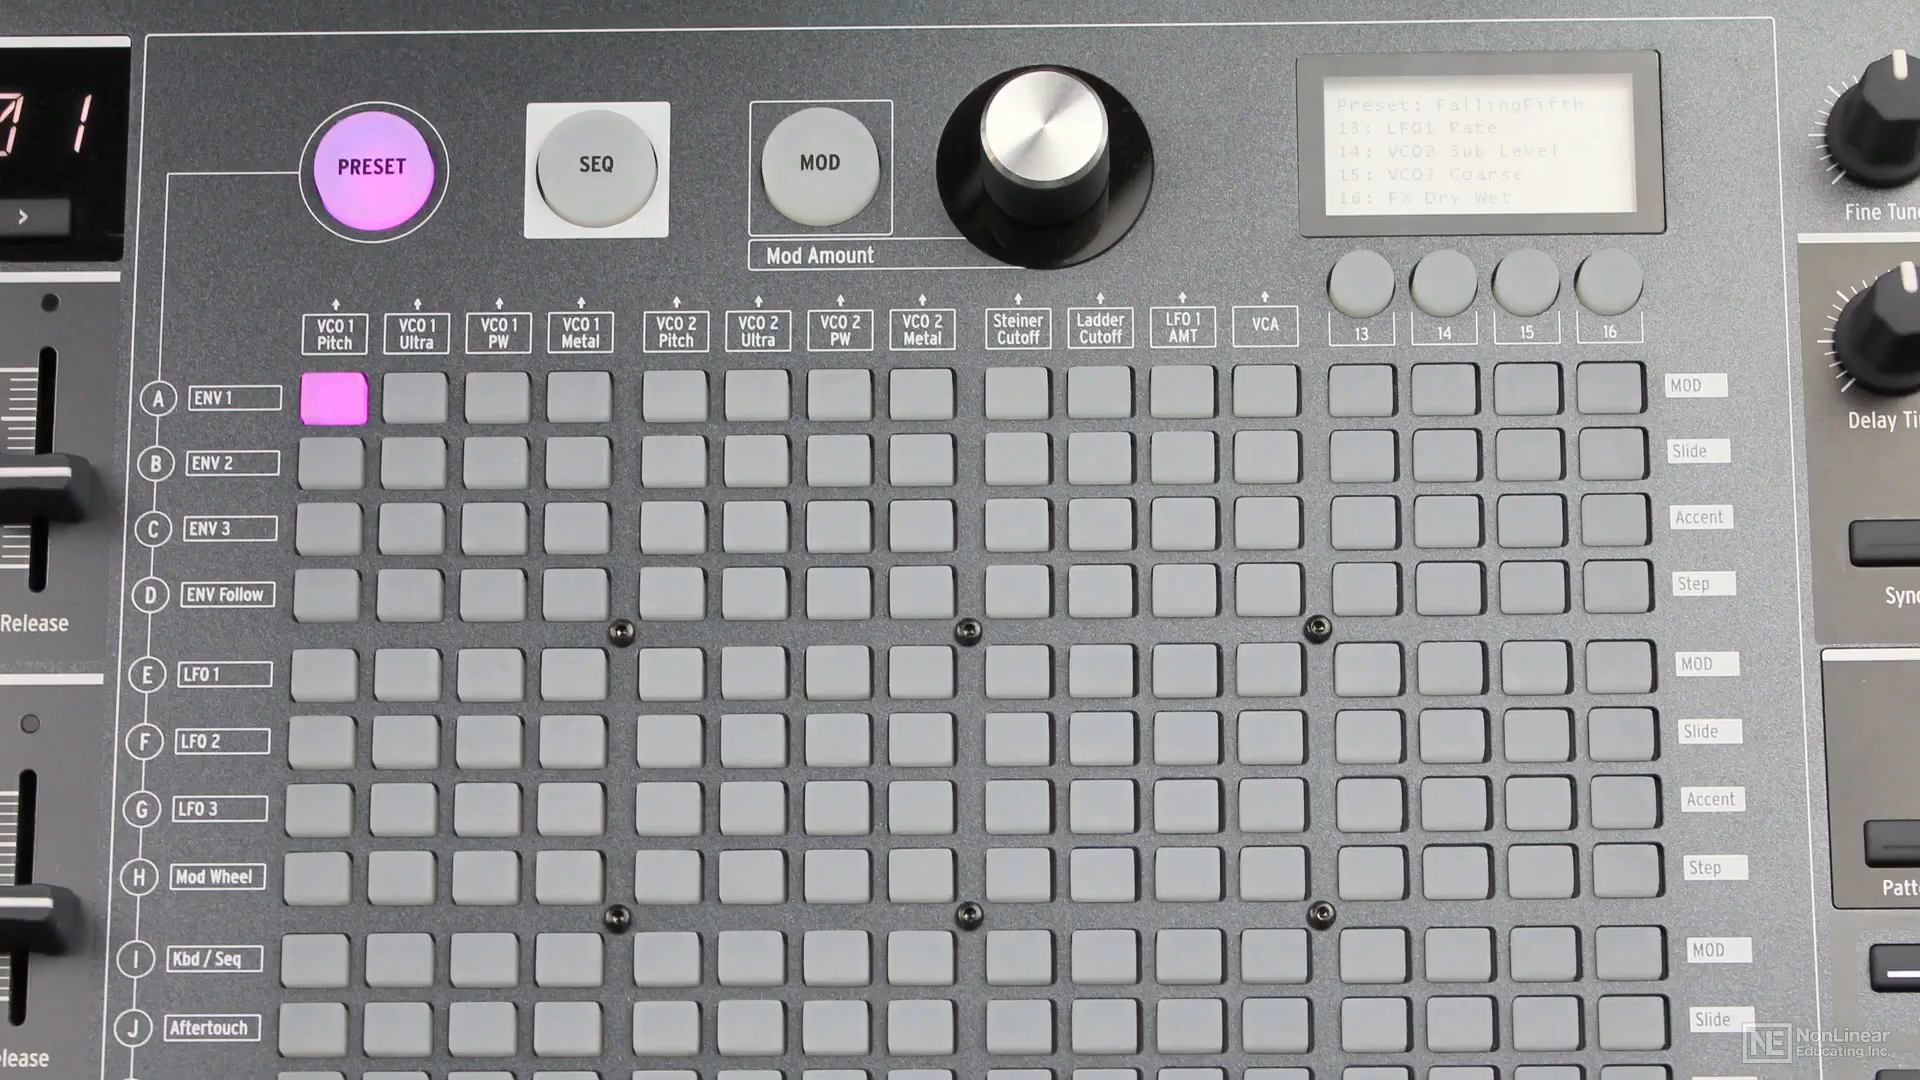 01
PRESET
SEQ
MOD
Mod Amount
Preset: FallingFifth
13: LFO1 Rate
14: VCO2 Sub Level
15: VCO3 Coarse
16: FX Dry Wet
>
VCO 1 Pitch
VCO 1 Ultra
VCO 1 PW
VCO 1 Metal
VCO 2 Pitch
VCO 2 Ultra
VCO 2 PW
VCO 2 Metal
Steiner Cutoff
Ladder Cutoff
LFO 1 AMT
VCA
13
14
15
16
A ENV 1
MOD
B ENV 2
Slide
C ENV 3
Accent
D ENV Follow
Step
E LFO 1
MOD
F LFO 2
Slide
G LFO 3
Accent
H Mod Wheel
Step
I Kbd / Seq
MOD
J Aftertouch
Slide
Release
elease
Fine Tun
Delay Ti
Sync
Patt
NE NonLinear
Educating Inc.